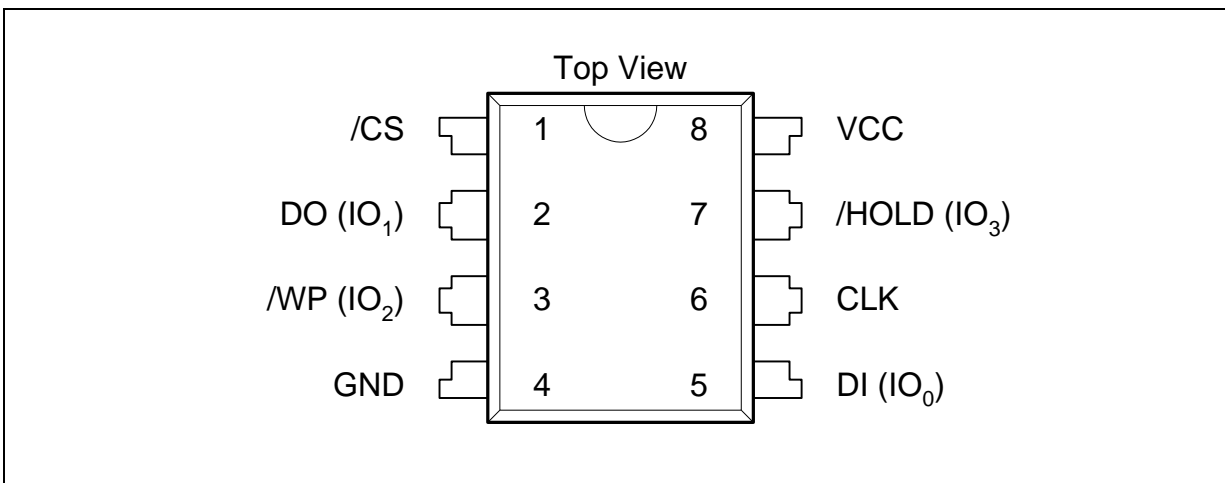 Top View
/CS 1 8 VCC
DO (IO₁) 2 7 /HOLD (IO₃)
/WP (IO₂) 3 6 CLK
GND 4 5 DI (IO₀)